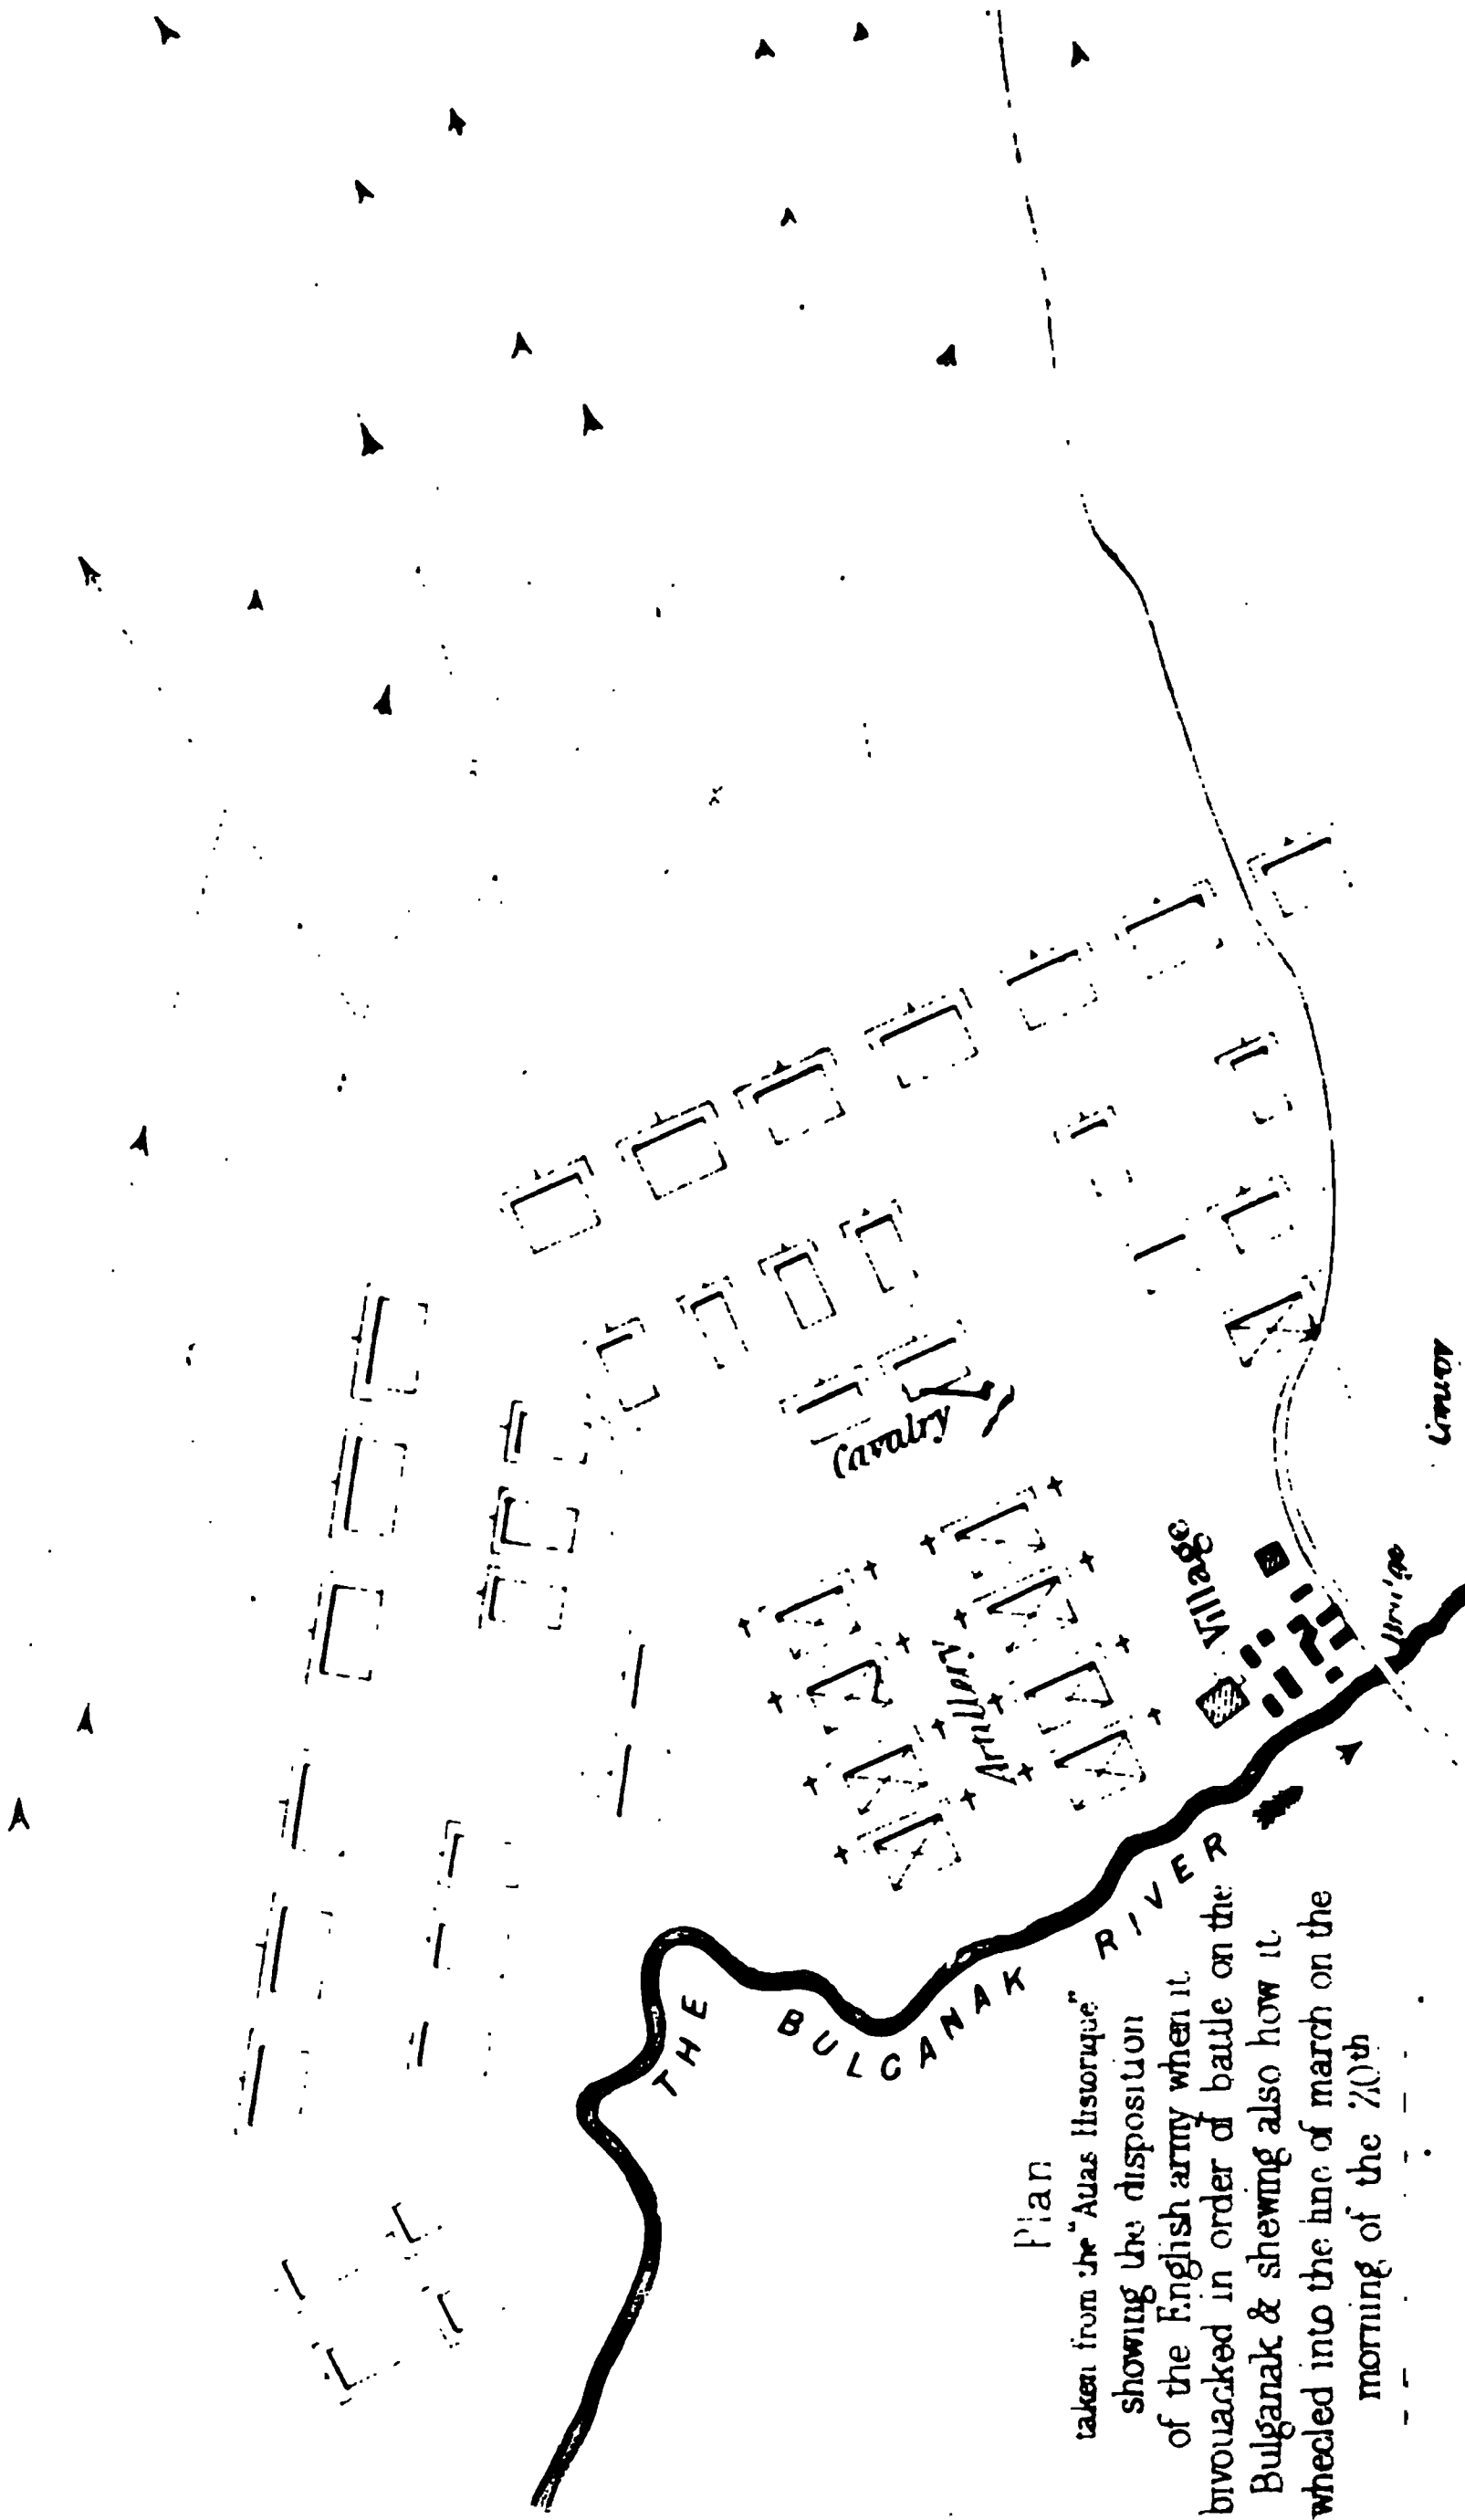 Plan
taken from the "Atlas Historique"
showing the disposition
of the English army when it
bivouacked in order of battle on the
Bulganak & shewing also how it
wheeled into the line of march on the
morning of the 20th
THE BULGANAK RIVER
Cavalry
Artillery
Village